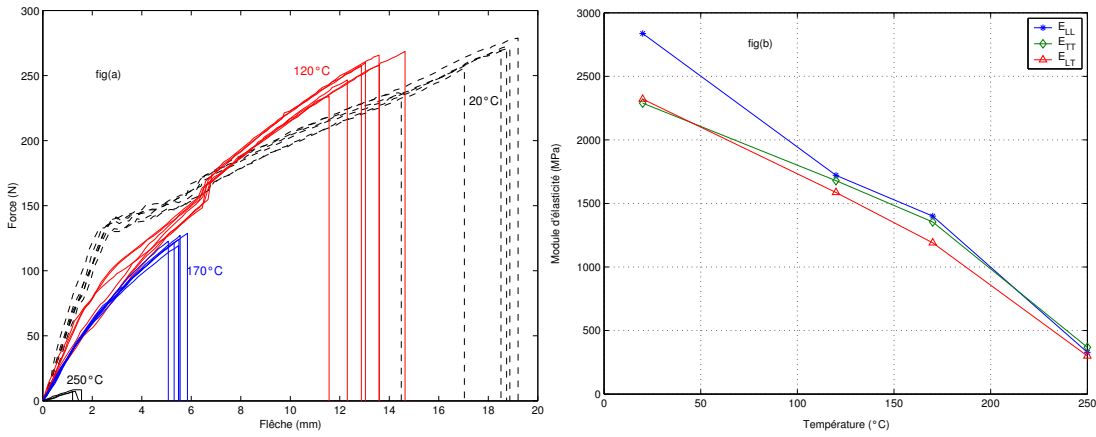 fig(a)
120°C
20°C
170°C
250°C
Force (N)
0
50
100
150
200
250
300
0 2 4 6 8 10 12 14 16 18 20
Flêche (mm)
fig(b)
E_LL
E_TT
E_LT
Module d'élasticité (MPa)
3000
2500
2000
1500
1000
500
0
0 50 100 150 200 250
Température (°C)